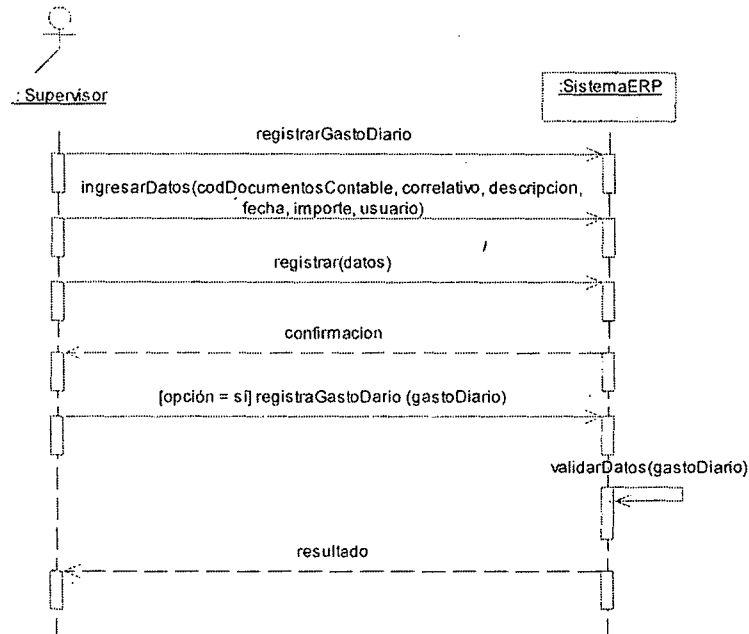 : Supervisor
:SistemaERP
registrarGastoDiario
ingresarDatos(codDocumentosContable, correlativo, descripcion,
fecha, importe, usuario)
registrar(datos)
confirmacion
[opción = sí] registraGastoDario (gastoDiario)
validarDatos(gastoDiario)
resultado